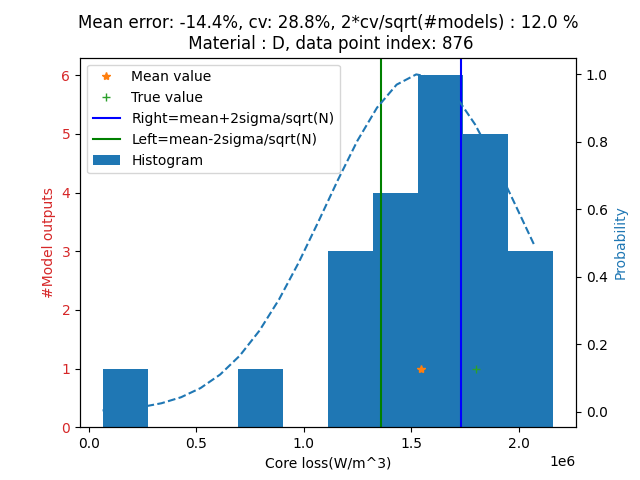 Mean error: -14.4%, cv: 28.8%, 2*cv/sqrt(#models) : 12.0 %
Material : D, data point index: 876
Mean value
True value
Right=mean+2sigma/sqrt(N)
Left=mean-2sigma/sqrt(N)
Histogram
#Model outputs
6
5
4
3
2
1
0
Probability
1.0
0.8
0.6
0.4
0.2
0.0
0.0 0.5 1.0 1.5 2.0
1e6
Core loss(W/m^3)